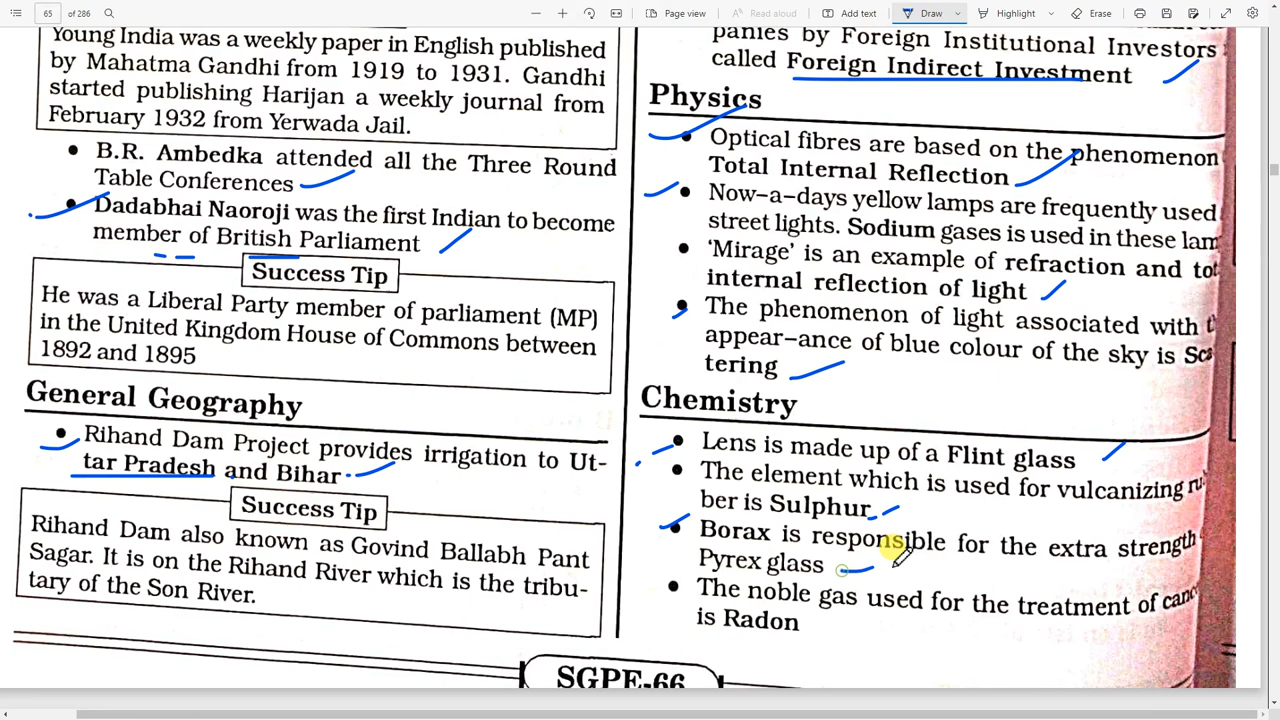 65 of 286
Page view
Read aloud
Add text
Draw
Highlight
Erase
Young India was a weekly paper in English published
by Mahatma Gandhi from 1919 to 1931. Gandhi
started publishing Harijan a weekly journal from
February 1932 from Yerwada Jail.
• B.R. Ambedka attended all the Three Round
Table Conferences
• Dadabhai Naoroji was the first Indian to become
member of British Parliament
Success Tip
He was a Liberal Party member of parliament (MP)
in the United Kingdom House of Commons between
1892 and 1895
General Geography
• Rihand Dam Project provides irrigation to Ut-
tar Pradesh and Bihar
Success Tip
Rihand Dam also known as Govind Ballabh Pant
Sagar. It is on the Rihand River which is the tribu-
tary of the Son River.
panies by Foreign Institutional Investors
called Foreign Indirect Investment
Physics
• Optical fibres are based on the phenomenon
Total Internal Reflection
• Now-a-days yellow lamps are frequently used
street lights. Sodium gases is used in these lam
• 'Mirage' is an example of refraction and tot
internal reflection of light
• The phenomenon of light associated with
appear-ance of blue colour of the sky is Sca
tering
Chemistry
• Lens is made up of a Flint glass
• The element which is used for vulcanizing ru
ber is Sulphur
• Borax is responsible for the extra strength
Pyrex glass
• The noble gas used for the treatment of canc
is Radon
SGPE-66